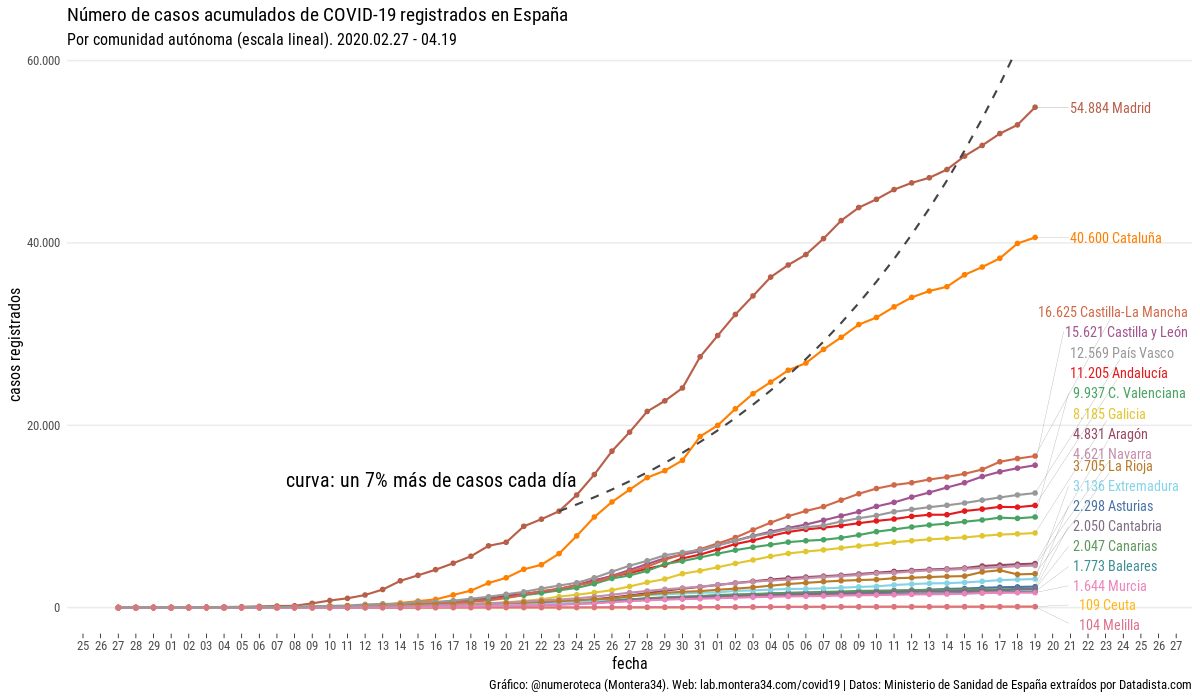 Número de casos acumulados de COVID-19 registrados en España
Por comunidad autónoma (escala lineal). 2020.02.27 - 04.19
60.000
54.884 Madrid
40.000
40.600 Cataluña
casos registrados
16.625 Castilla-La Mancha
15.621 Castilla y León
12.569 País Vasco
11.205 Andalucía
9.937 C. Valenciana
20.000
8.185 Galicia
4.831 Aragón
4.621 Navarra
3.705 La Rioja
curva: un 7% más de casos cada día
3.136 Extremadura
2.298 Asturias
2.050 Cantabria
2.047 Canarias
1.773 Baleares
1.644 Murcia
0
109 Ceuta
104 Melilla
25 26 27 28 29 01 02 03 04 05 06 07 08 09 10 11 12 13 14 15 16 17 18 19 20 21 22 23 24 25 26 27 28 29 30 31 01 02 03 04 05 06 07 08 09 10 11 12 13 14 15 16 17 18 19 20 21 22 23 24 25 26 27
fecha
Gráfico: @numeroteca (Montera34). Web: lab.montera34.com/covid19 | Datos: Ministerio de Sanidad de España extraídos por Datadista.com